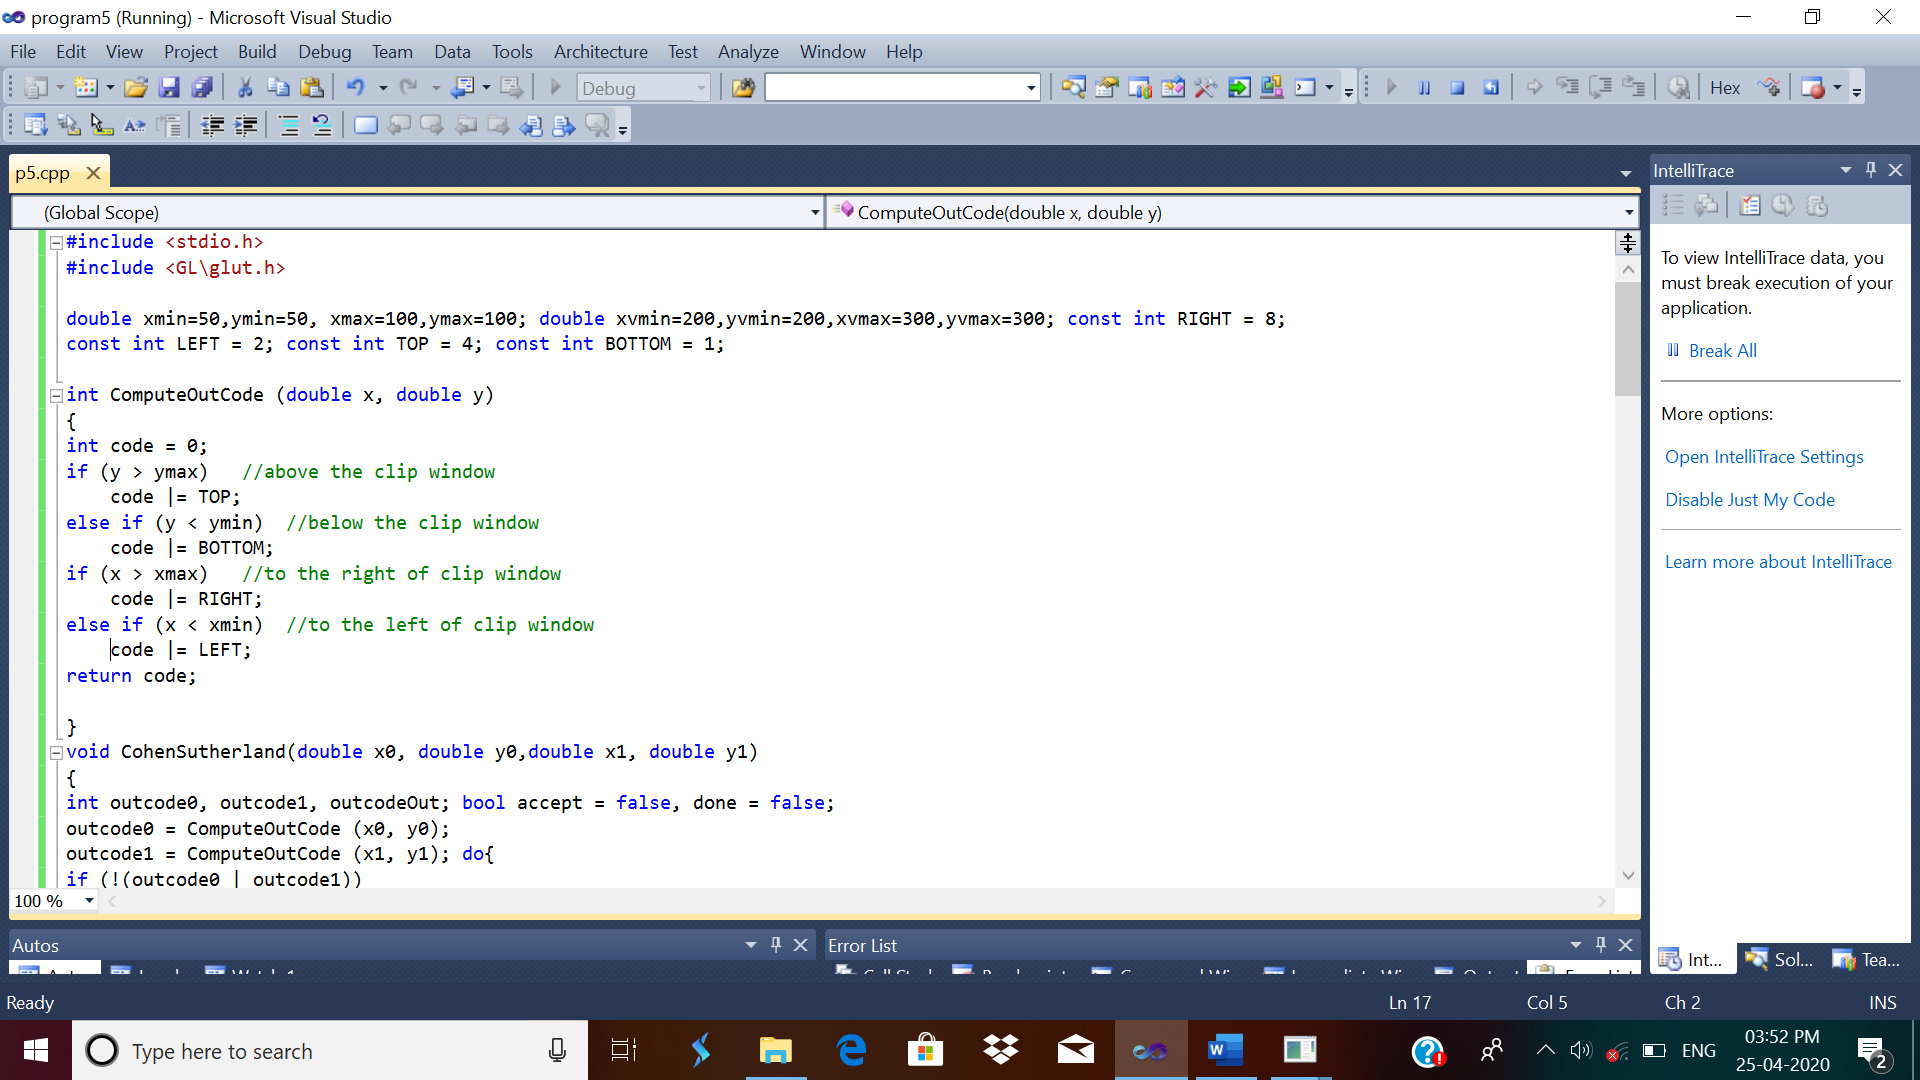 program5 (Running) - Microsoft Visual Studio
File Edit View Project Build Debug Team Data Tools Architecture Test Analyze Window Help
Debug
Hex
p5.cpp
(Global Scope)
ComputeOutCode(double x, double y)
#include <stdio.h>
#include <GL\glut.h>
double xmin=50,ymin=50, xmax=100,ymax=100; double xvmin=200,yvmin=200,xvmax=300,yvmax=300; const int RIGHT = 8;
const int LEFT = 2; const int TOP = 4; const int BOTTOM = 1;
int ComputeOutCode (double x, double y)
{
int code = 0;
if (y > ymax)   //above the clip window
    code |= TOP;
else if (y < ymin)  //below the clip window
    code |= BOTTOM;
if (x > xmax)   //to the right of clip window
    code |= RIGHT;
else if (x < xmin)  //to the left of clip window
    code |= LEFT;
return code;
}
void CohenSutherland(double x0, double y0,double x1, double y1)
{
int outcode0, outcode1, outcodeOut; bool accept = false, done = false;
outcode0 = ComputeOutCode (x0, y0);
outcode1 = ComputeOutCode (x1, y1); do{
if (!(outcode0 | outcode1))
100 %
IntelliTrace
To view IntelliTrace data, you
must break execution of your
application.
Break All
More options:
Open IntelliTrace Settings
Disable Just My Code
Learn more about IntelliTrace
Int... Sol... Tea...
Autos
Error List
Ready
Ln 17 Col 5 Ch 2 INS
Type here to search
ENG
03:52 PM
25-04-2020
2